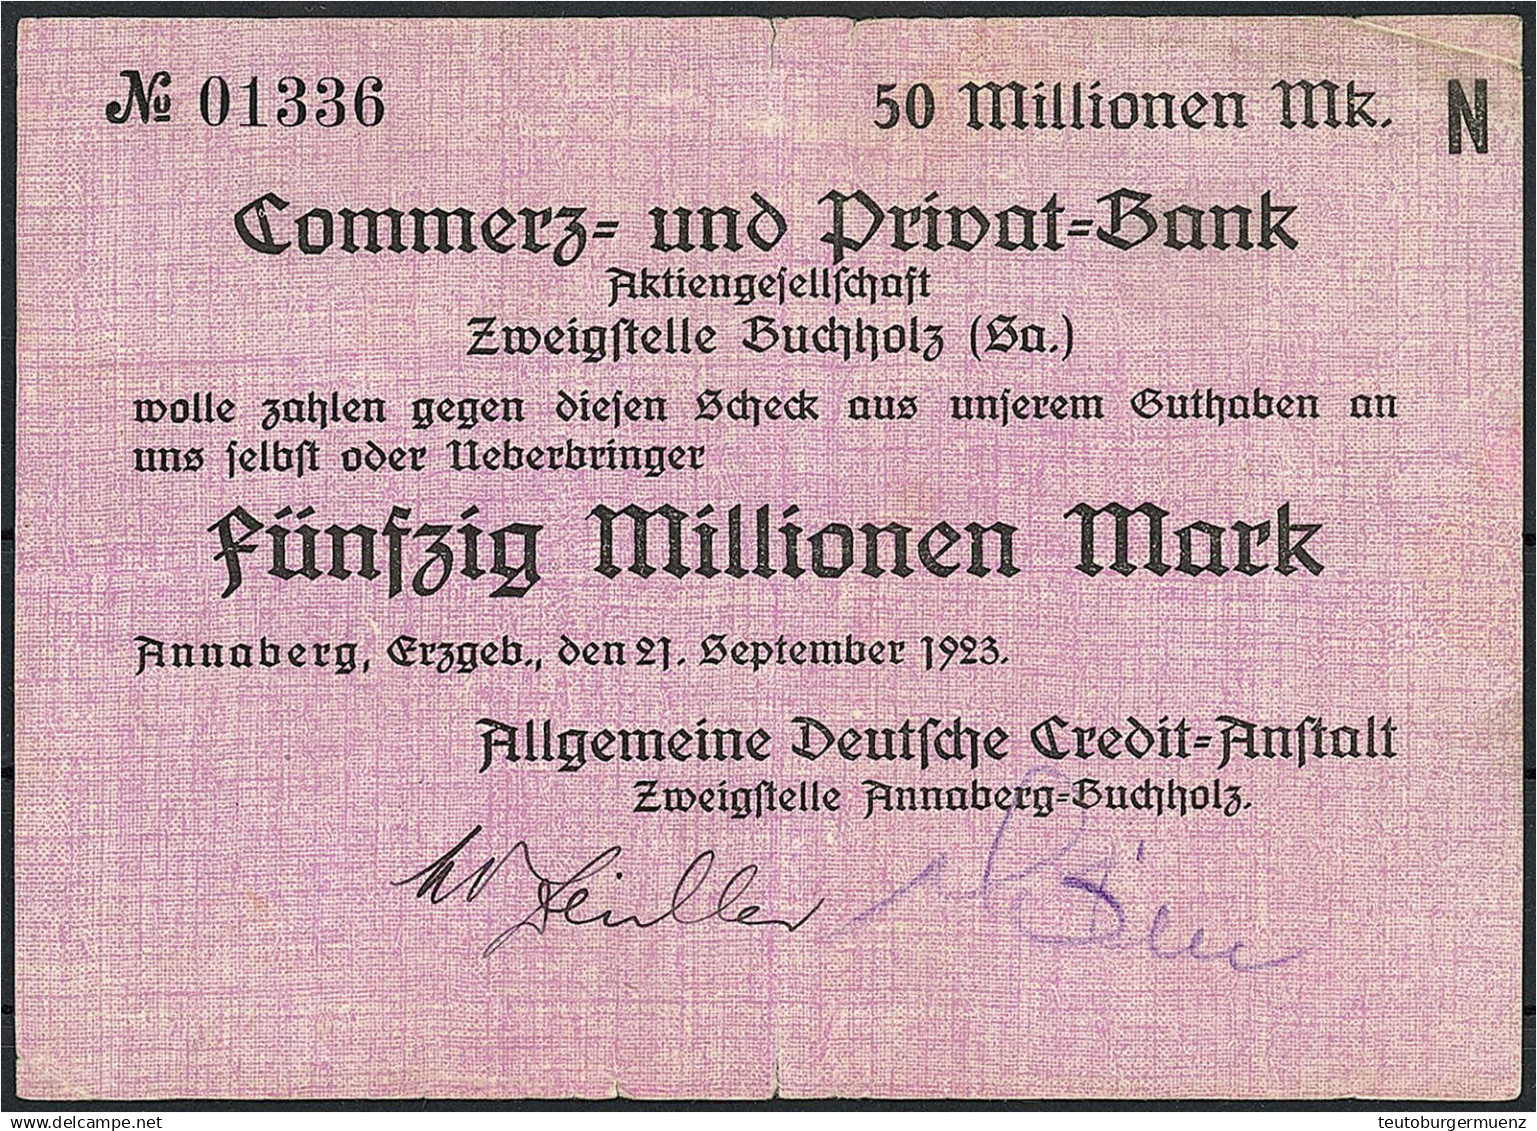 № 01336 50 Millionen Mk. N
Commerz- und Privat-Bank
Aktiengesellschaft
Zweigstelle Buchholz (Sa.)
wolle zahlen gegen diesen Scheck aus unserem Guthaben an
uns selbst oder Ueberbringer
Fünfzig Millionen Mark
Annaberg, Erzgeb., den 21. September 1923.
Allgemeine Deutsche Credit-Anstalt
Zweigstelle Annaberg-Buchholz.
delcampe.net teutoburgermuenz